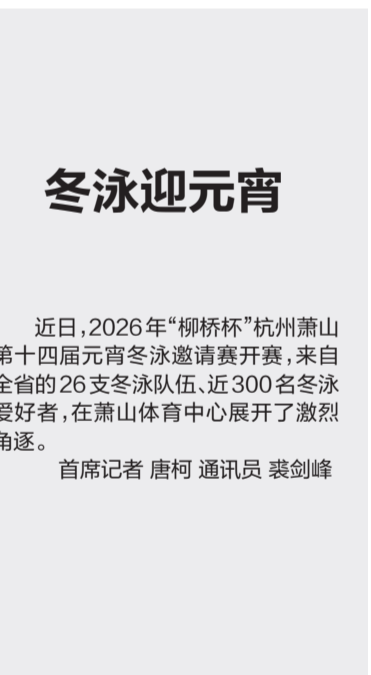 冬泳迎元宵
近日，2026年“柳桥杯”杭州萧山
第十四届元宵冬泳邀请赛开赛，来自
全省的26支冬泳队伍、近300名冬泳
爱好者，在萧山体育中心展开了激烈
角逐。
首席记者 唐柯 通讯员 裘剑峰